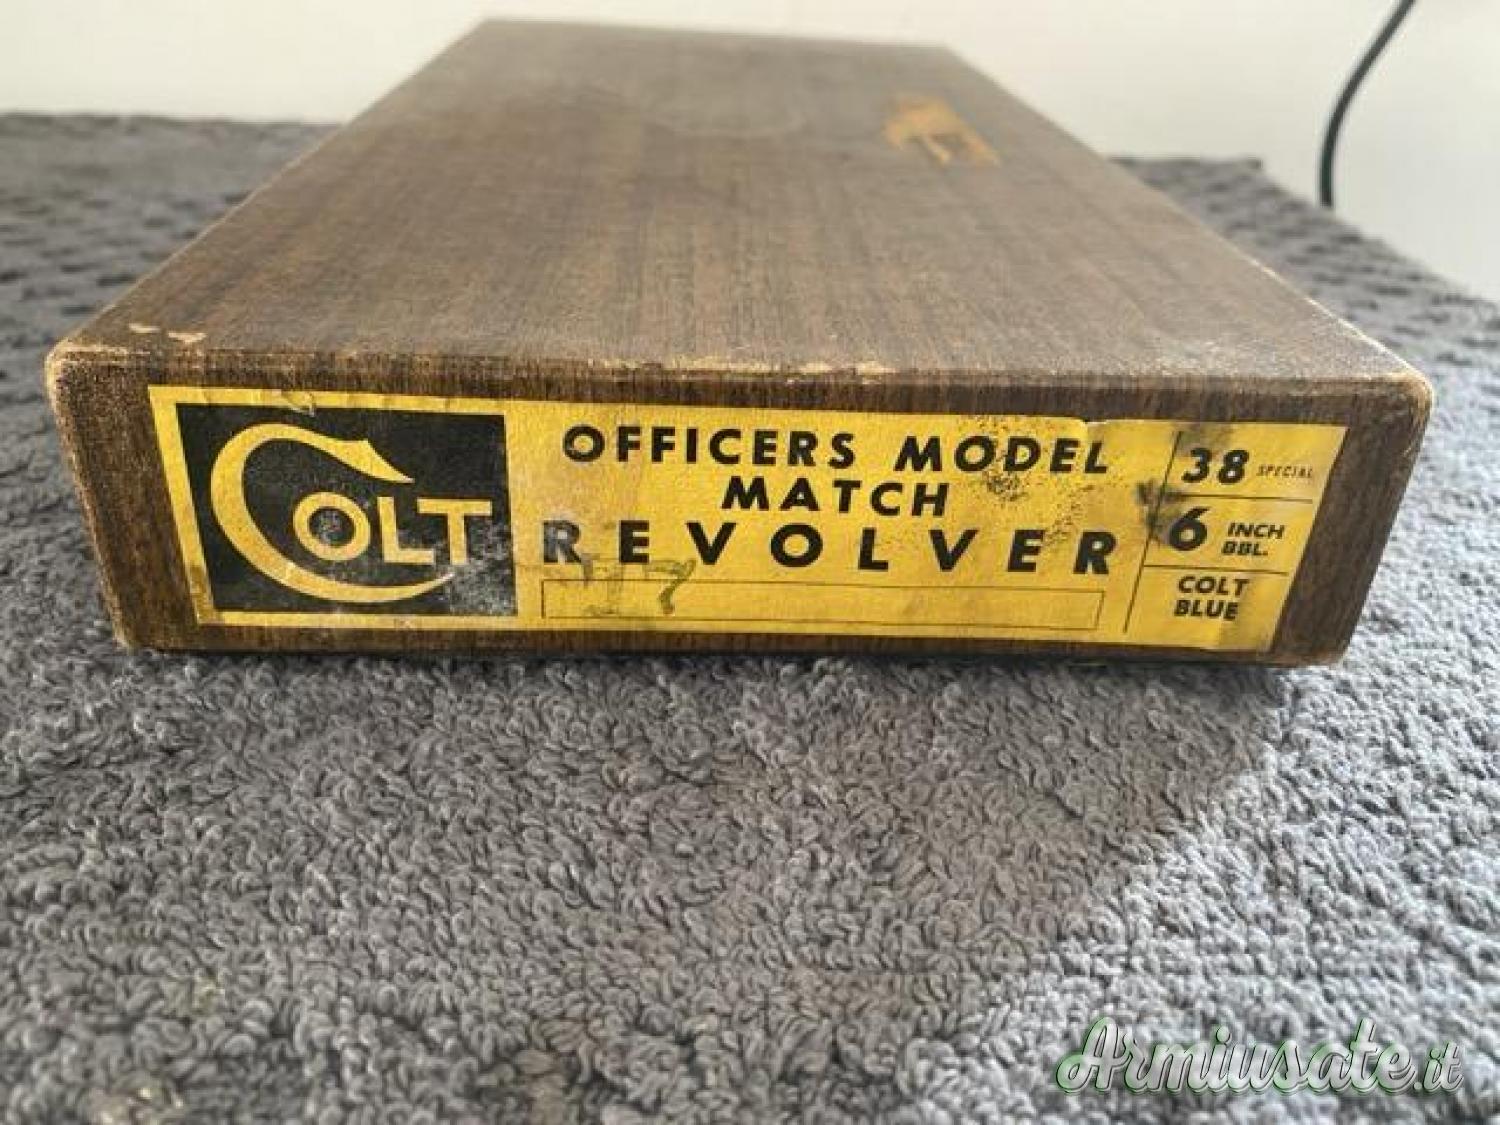 COLT
OFFICERS MODEL
MATCH
REVOLVER
38 SPECIAL
6 INCH BBL.
COLT
BLUE
Armiusate.it